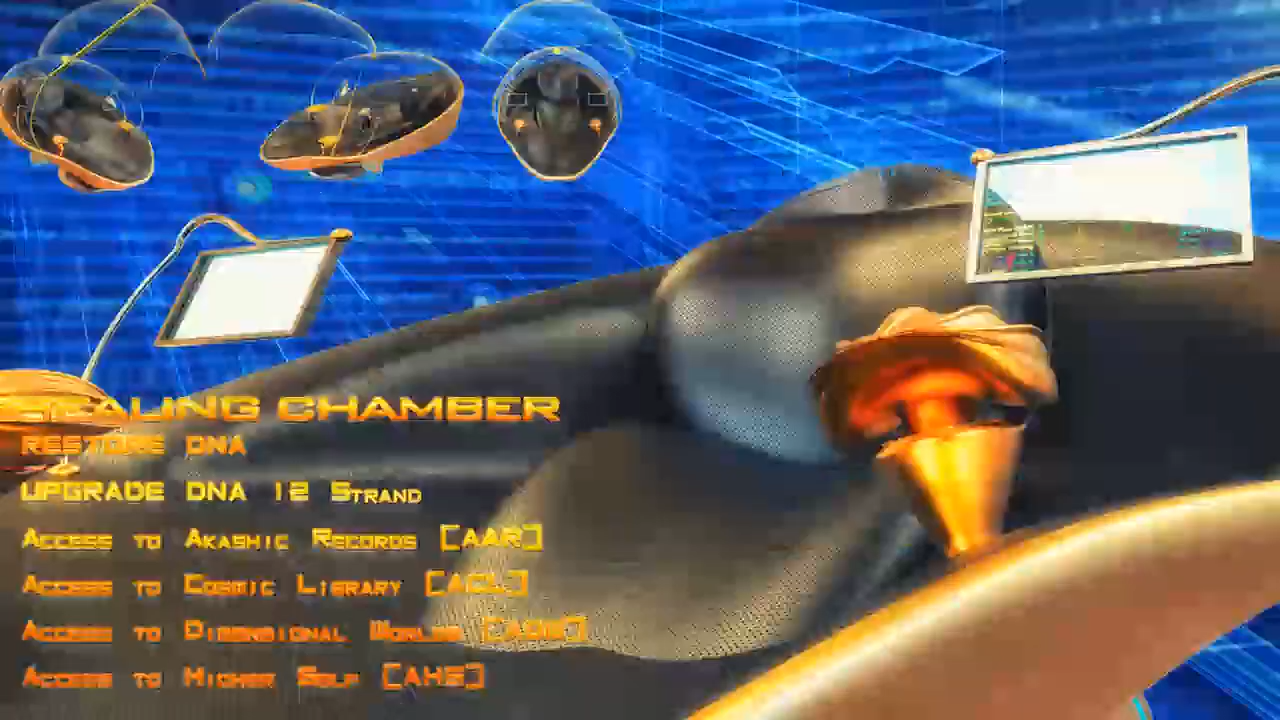 HEALING CHAMBER
RESTORE DNA
UPGRADE DNA 12 STRAND
ACCESS TO AKASHIC RECORDS [AAR]
ACCESS TO COSMIC LIBRARY [ACL]
ACCESS TO DIMENSIONAL WORLDS [ADW]
ACCESS TO HIGHER SELF [AHS]